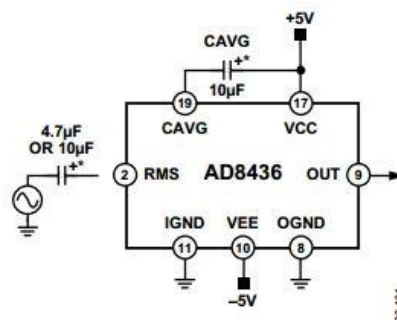 +5V
CAVG
+*
10µF
19
17
CAVG
VCC
4.7µF
OR 10µF
+*
2
RMS
AD8436
OUT
9
IGND
VEE
OGND
11
10
8
–5V